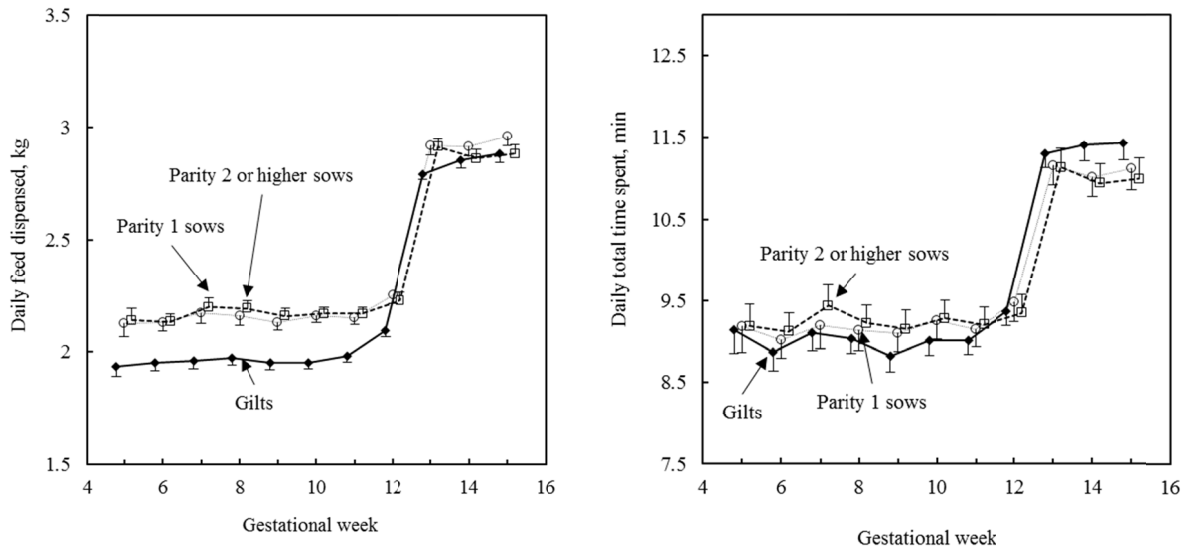 3.5
3
2.5
2
1.5
Daily feed dispensed, kg
Parity 2 or higher sows
Parity 1 sows
Gilts
4 6 8 10 12 14 16
Gestational week
12.5
11.5
10.5
9.5
8.5
7.5
Daily total time spent, min
Parity 2 or higher sows
Gilts
Parity 1 sows
4 6 8 10 12 14 16
Gestational week